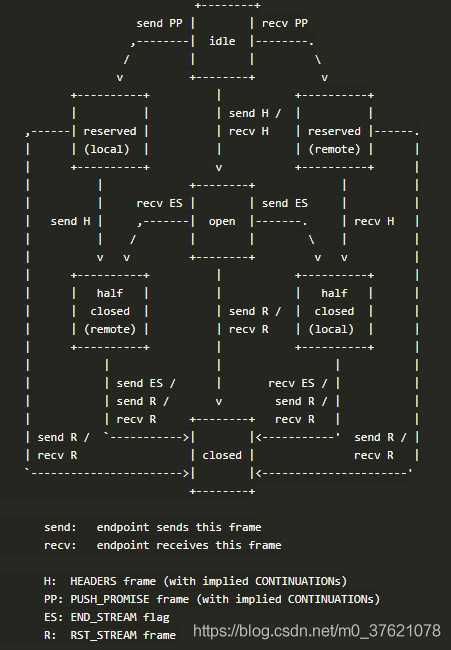 send PP | | recv PP
idle
| | send H / | |
reserved | recv H | reserved
(local) | | (remote)
recv ES | | send ES
send H | open | recv H
half | | half
closed | send R / | closed
(remote) | recv R | (local)
send ES / | recv ES /
send R / v send R /
recv R recv R
send R / send R /
recv R | closed | recv R
send: endpoint sends this frame
recv: endpoint receives this frame
H: HEADERS frame (with implied CONTINUATIONs)
PP: PUSH_PROMISE frame (with implied CONTINUATIONs)
ES: END_STREAM flag
R: RST_STREAM frame
https://blog.csdn.net/m0_37621078